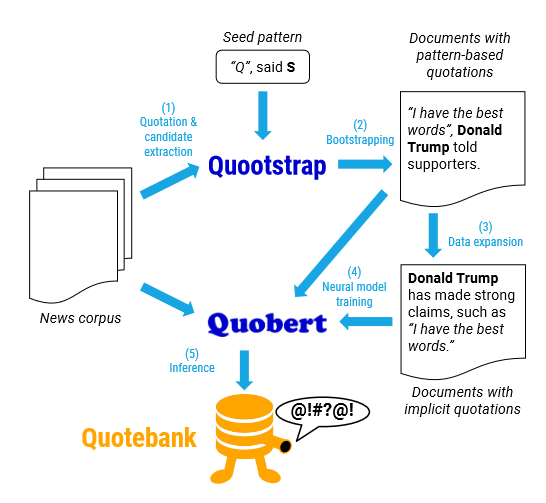 Seed pattern
“Q”, said S
Documents with
pattern-based
quotations
(1)
Quotation &
candidate
extraction
(2)
Bootstrapping
“I have the best
words”, Donald
Trump told
supporters.
Quootstrap
(3)
Data expansion
News corpus
(4)
Neural model
training
Donald Trump
has made strong
claims, such as
“I have the best
words.”
Quobert
(5)
Inference
Documents with
implicit quotations
@!#?@!
Quotebank